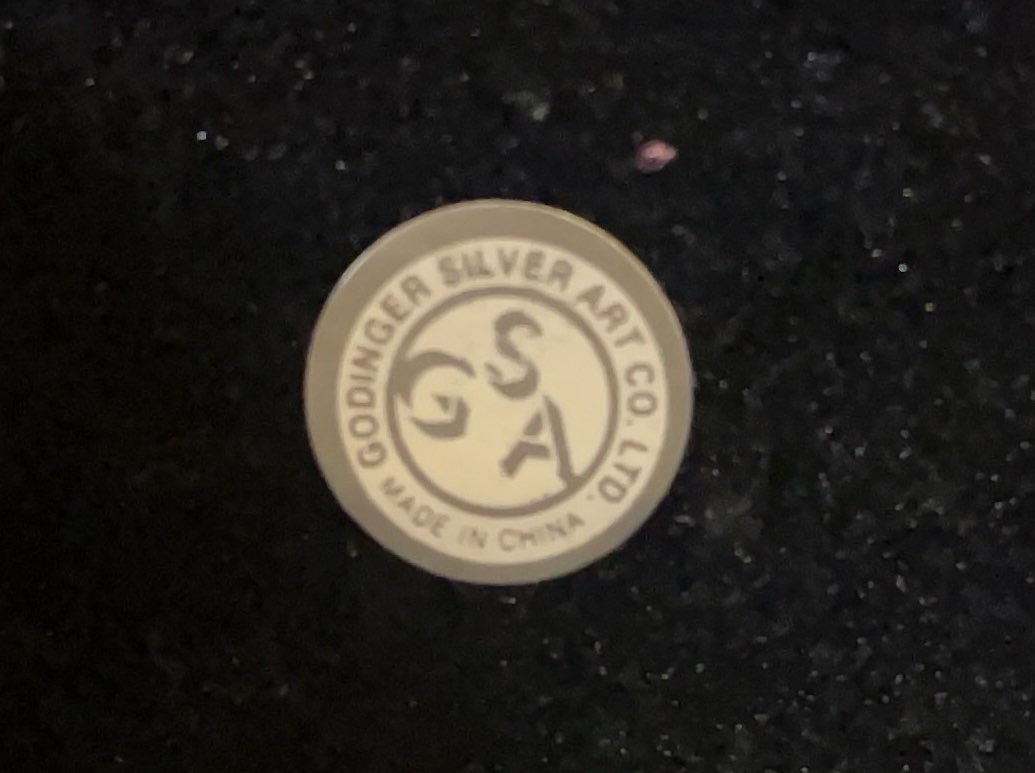 GODINGER SILVER ART CO. LTD.
GSA
MADE IN CHINA